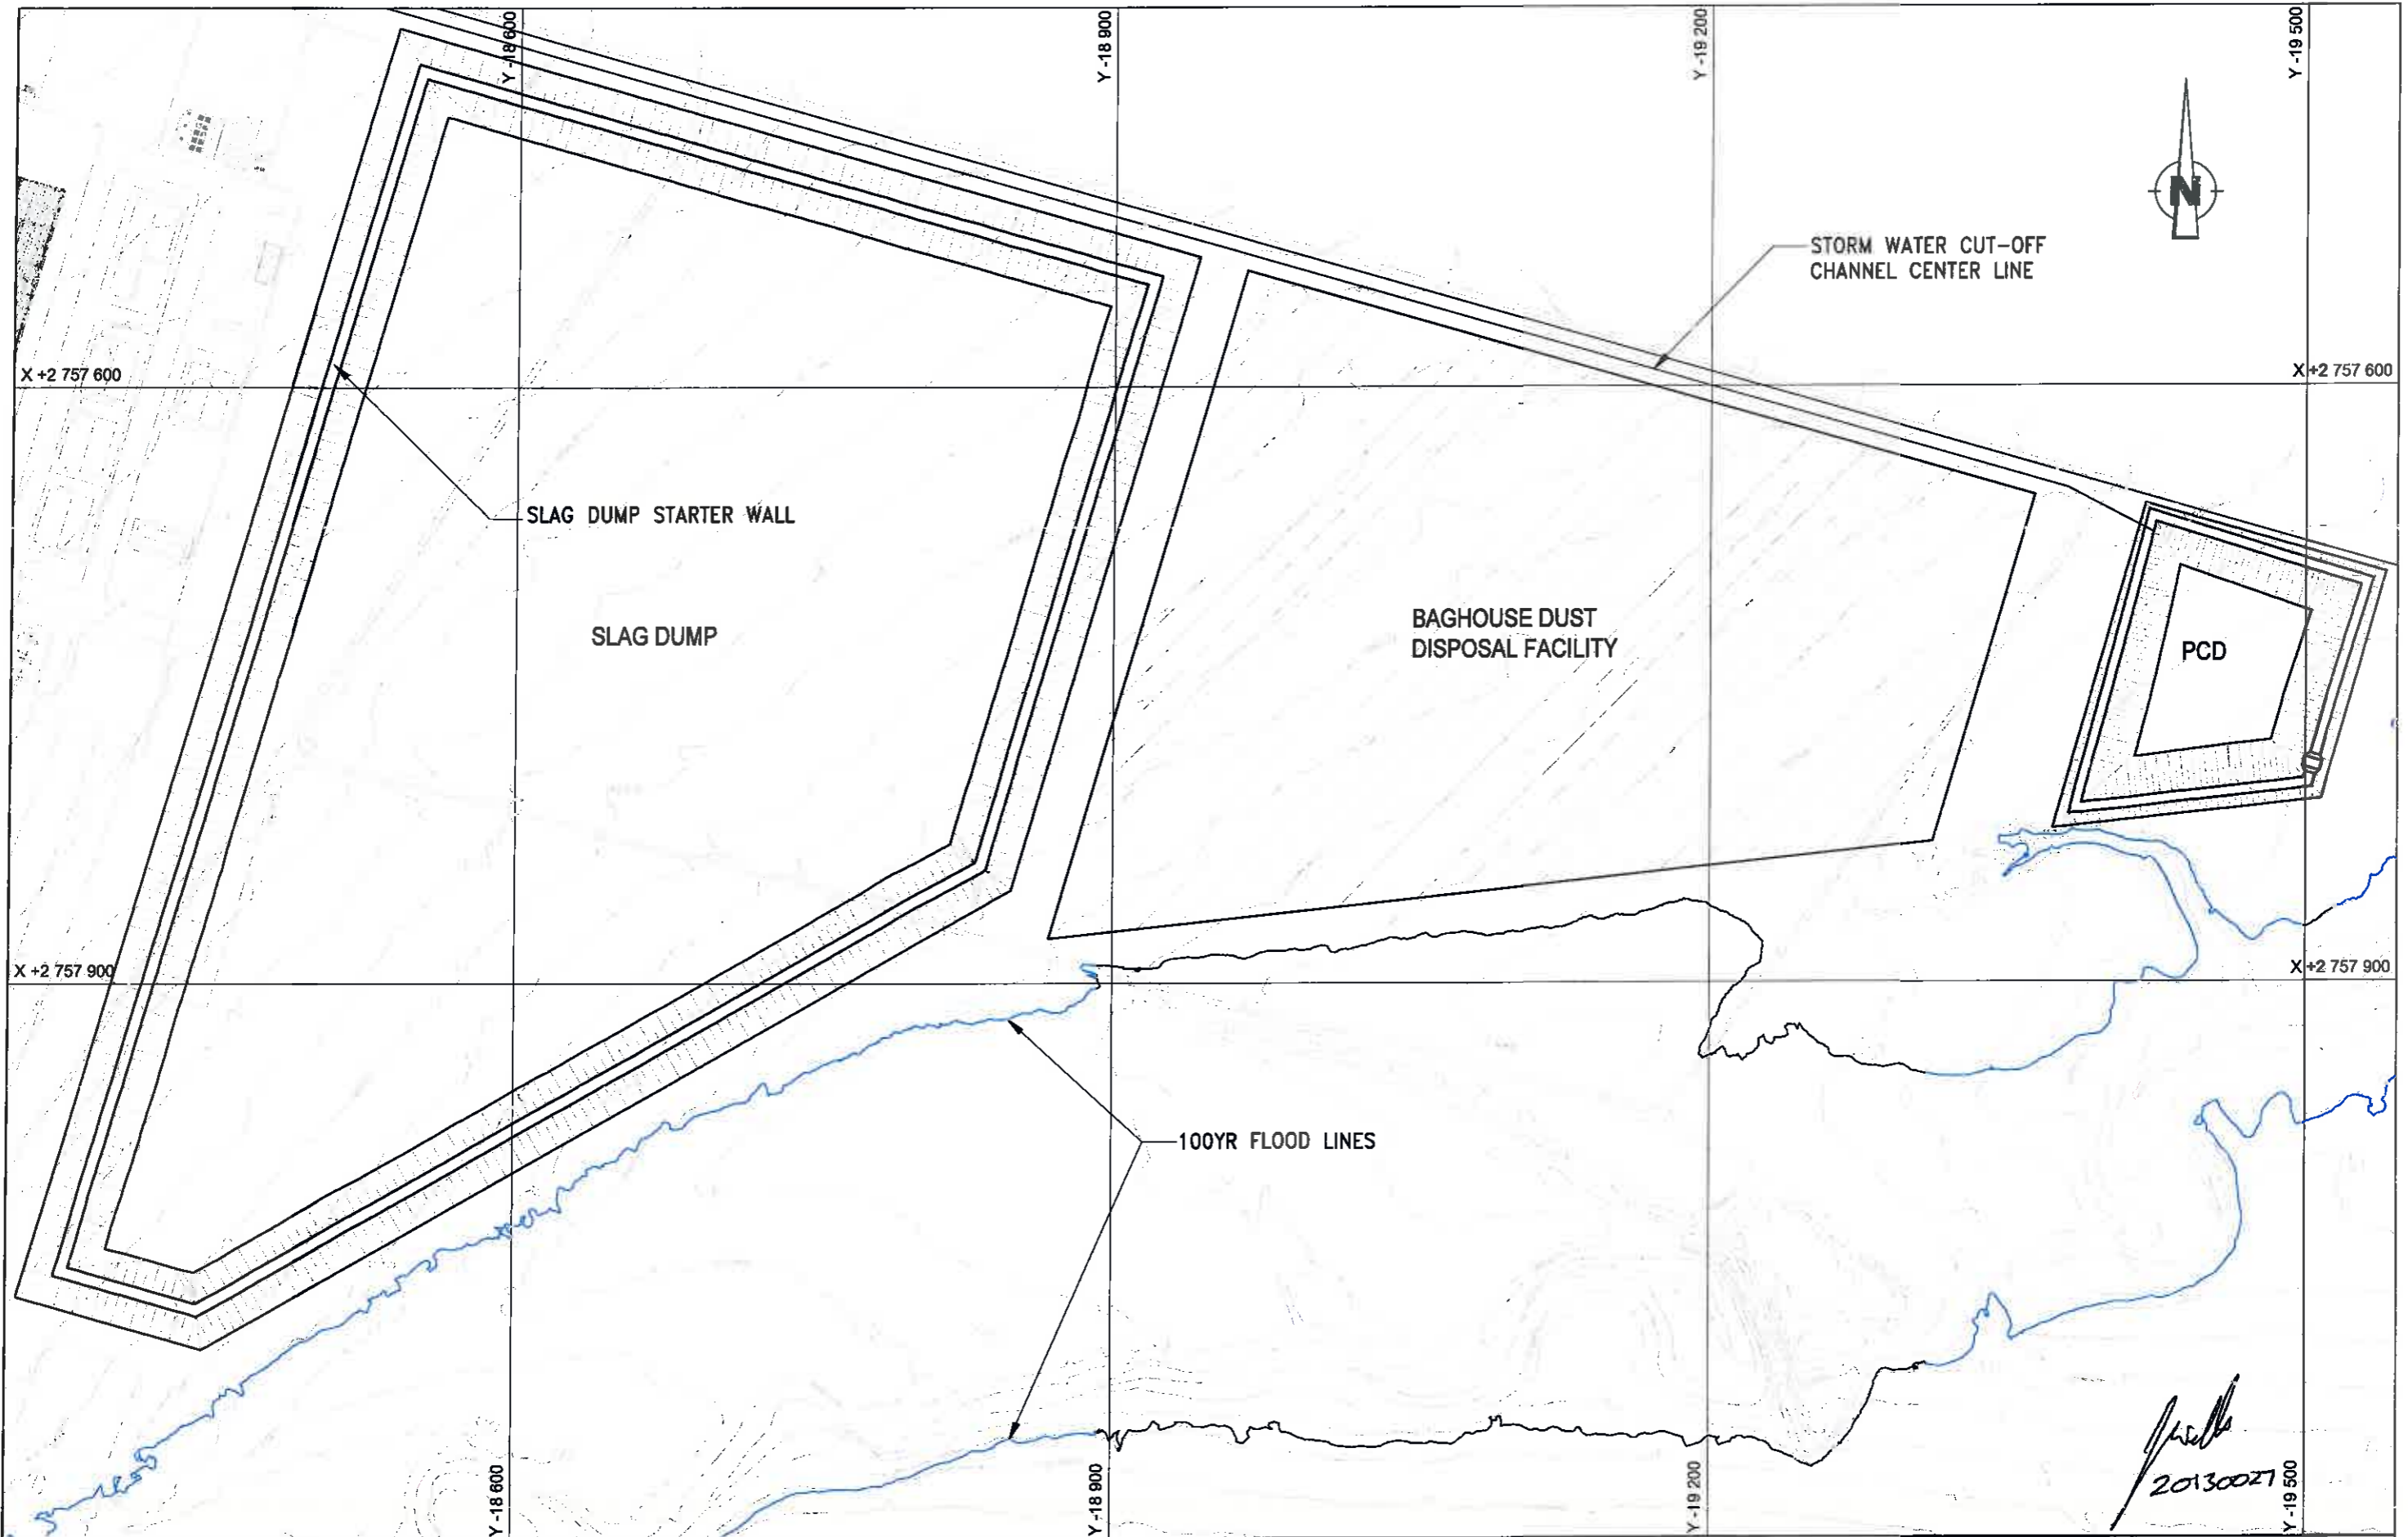 Y -18 600
Y -18 900
Y -19 200
Y -19 500
N
STORM WATER CUT-OFF
CHANNEL CENTER LINE
X +2 757 600
X +2 757 600
SLAG DUMP STARTER WALL
SLAG DUMP
BAGHOUSE DUST
DISPOSAL FACILITY
PCD
X +2 757 900
X +2 757 900
100YR FLOOD LINES
20130027
Y -18 600
Y -18 900
Y -19 200
Y -19 500